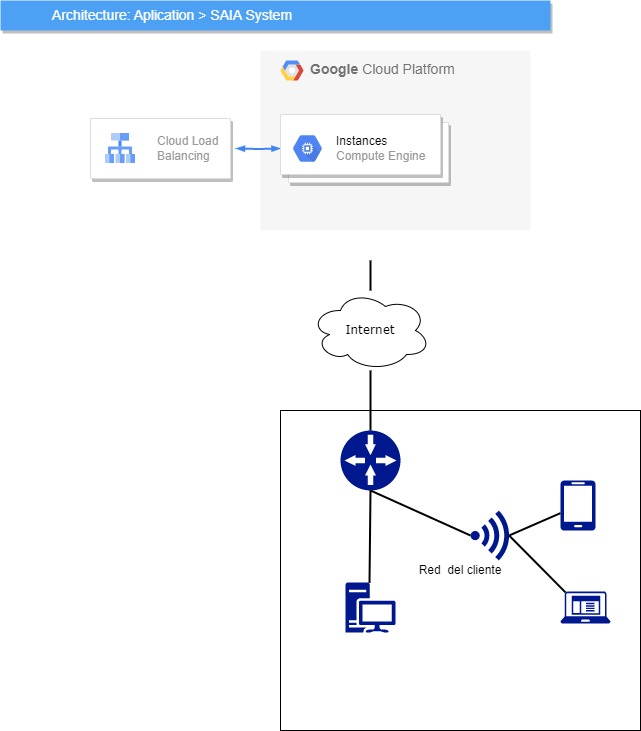 Architecture: Aplication > SAIA System
Google Cloud Platform
Cloud Load
Balancing
Instances
Compute Engine
Internet
Red del cliente